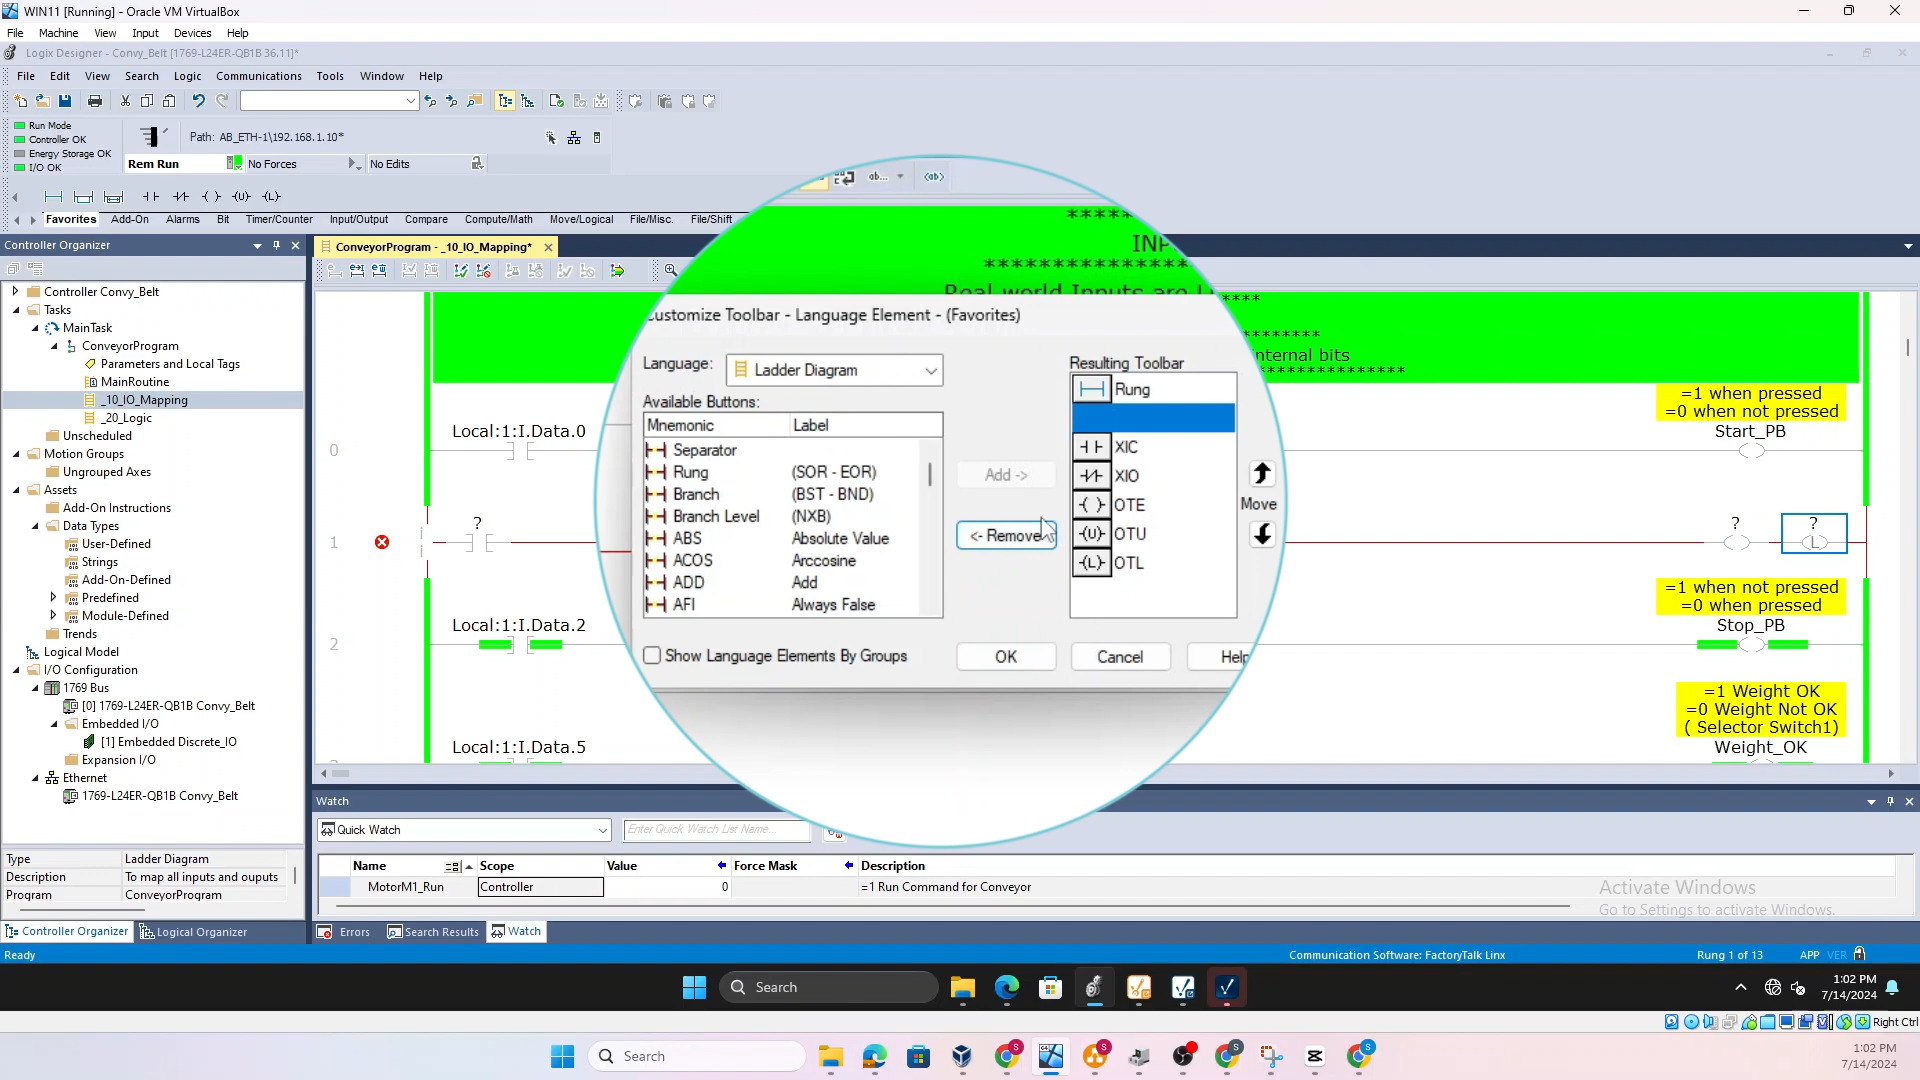 WIN11 [Running] - Oracle VM VirtualBox
File Machine View Input Devices Help
Logix Designer - Convy_Belt [1769-L24ER-QB1B 36.11]*
File Edit View Search Logic Communications Tools Window Help
Run Mode
Controller OK
Energy Storage OK
I/O OK
Path: AB_ETH-1\192.168.1.10*
Rem Run No Forces No Edits
Favorites Add-On Alarms Bit Timer/Counter Input/Output Compare Compute/Math Move/Logical File/Misc. File/Shift
ab...
Controller Organizer
Controller Convy_Belt
Tasks
MainTask
ConveyorProgram
Parameters and Local Tags
MainRoutine
_10_IO_Mapping
_20_Logic
Unscheduled
Motion Groups
Ungrouped Axes
Assets
Add-On Instructions
Data Types
User-Defined
Strings
Add-On-Defined
Predefined
Module-Defined
Trends
Logical Model
I/O Configuration
1769 Bus
[0] 1769-L24ER-QB1B Convy_Belt
Embedded I/O
[1] Embedded Discrete_IO
Expansion I/O
Ethernet
1769-L24ER-QB1B Convy_Belt
Type Ladder Diagram
Description To map all inputs and ouputs
Program ConveyorProgram
Controller Organizer Logical Organizer
ConveyorProgram - _10_IO_Mapping*
nternal bits
0
Local:1:I.Data.0
=1 when pressed
=0 when not pressed
Start_PB
1
?
?
?
L
2
Local:1:I.Data.2
=1 when not pressed
=0 when pressed
Stop_PB
Local:1:I.Data.5
=1 Weight OK
=0 Weight Not OK
( Selector Switch1)
Weight_OK
ustomize Toolbar - Language Element - (Favorites)
Language: Ladder Diagram
Available Buttons:
Mnemonic Label
Separator
Rung (SOR - EOR)
Branch (BST - BND)
Branch Level (NXB)
ABS Absolute Value
ACOS Arccosine
ADD Add
AFI Always False
Add ->
<- Remove
Resulting Toolbar
Rung
XIC
XIO
OTE
OTU
OTL
Move
Show Language Elements By Groups
OK Cancel Help
Watch
Quick Watch
Enter Quick Watch List Name...
Name Scope Value Force Mask Description
MotorM1_Run Controller 0 =1 Run Command for Conveyor
Activate Windows
Go to Settings to activate Windows.
Errors Search Results Watch
Ready
Communication Software: FactoryTalk Linx
Rung 1 of 13
APP VER
Search
1:02 PM
7/14/2024
Right Ctrl
Search
1:02 PM
7/14/2024